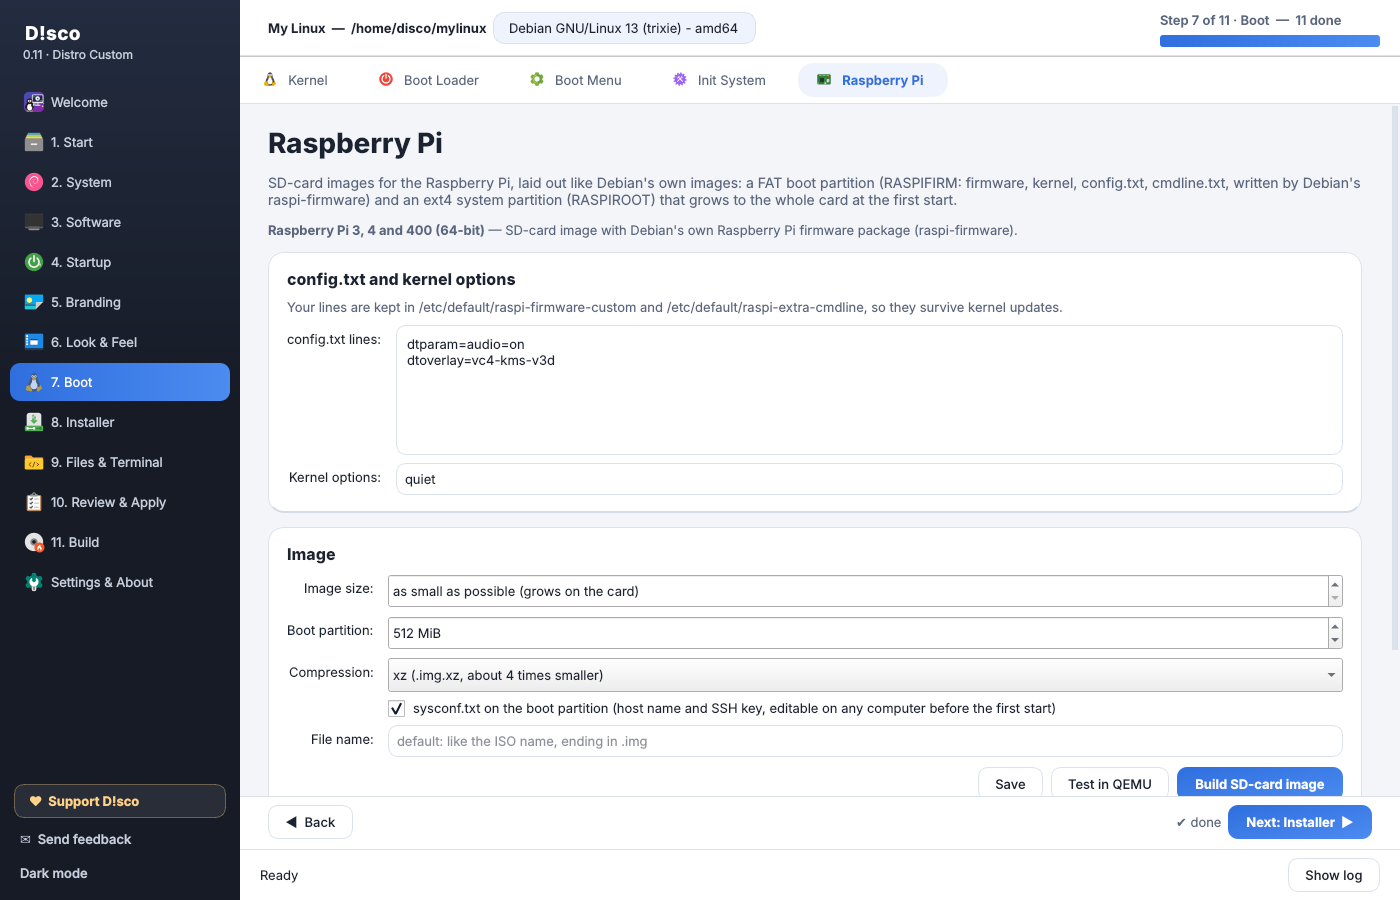 D!sco
0.11 · Distro Custom
Welcome
1. Start
2. System
3. Software
4. Startup
5. Branding
6. Look & Feel
7. Boot
8. Installer
9. Files & Terminal
10. Review & Apply
11. Build
Settings & About
Support D!sco
Send feedback
Dark mode
My Linux — /home/disco/mylinux
Debian GNU/Linux 13 (trixie) - amd64
Step 7 of 11 · Boot — 11 done
Kernel
Boot Loader
Boot Menu
Init System
Raspberry Pi
Raspberry Pi
SD-card images for the Raspberry Pi, laid out like Debian's own images: a FAT boot partition (RASPIFIRM: firmware, kernel, config.txt, cmdline.txt, written by Debian's
raspi-firmware) and an ext4 system partition (RASPIROOT) that grows to the whole card at the first start.
Raspberry Pi 3, 4 and 400 (64-bit) — SD-card image with Debian's own Raspberry Pi firmware package (raspi-firmware).
config.txt and kernel options
Your lines are kept in /etc/default/raspi-firmware-custom and /etc/default/raspi-extra-cmdline, so they survive kernel updates.
config.txt lines:
dtparam=audio=on
dtoverlay=vc4-kms-v3d
Kernel options:
quiet
Image
Image size:
as small as possible (grows on the card)
Boot partition:
512 MiB
Compression:
xz (.img.xz, about 4 times smaller)
sysconf.txt on the boot partition (host name and SSH key, editable on any computer before the first start)
File name:
default: like the ISO name, ending in .img
Save
Test in QEMU
Build SD-card image
◀ Back
✔ done
Next: Installer ▶
Ready
Show log